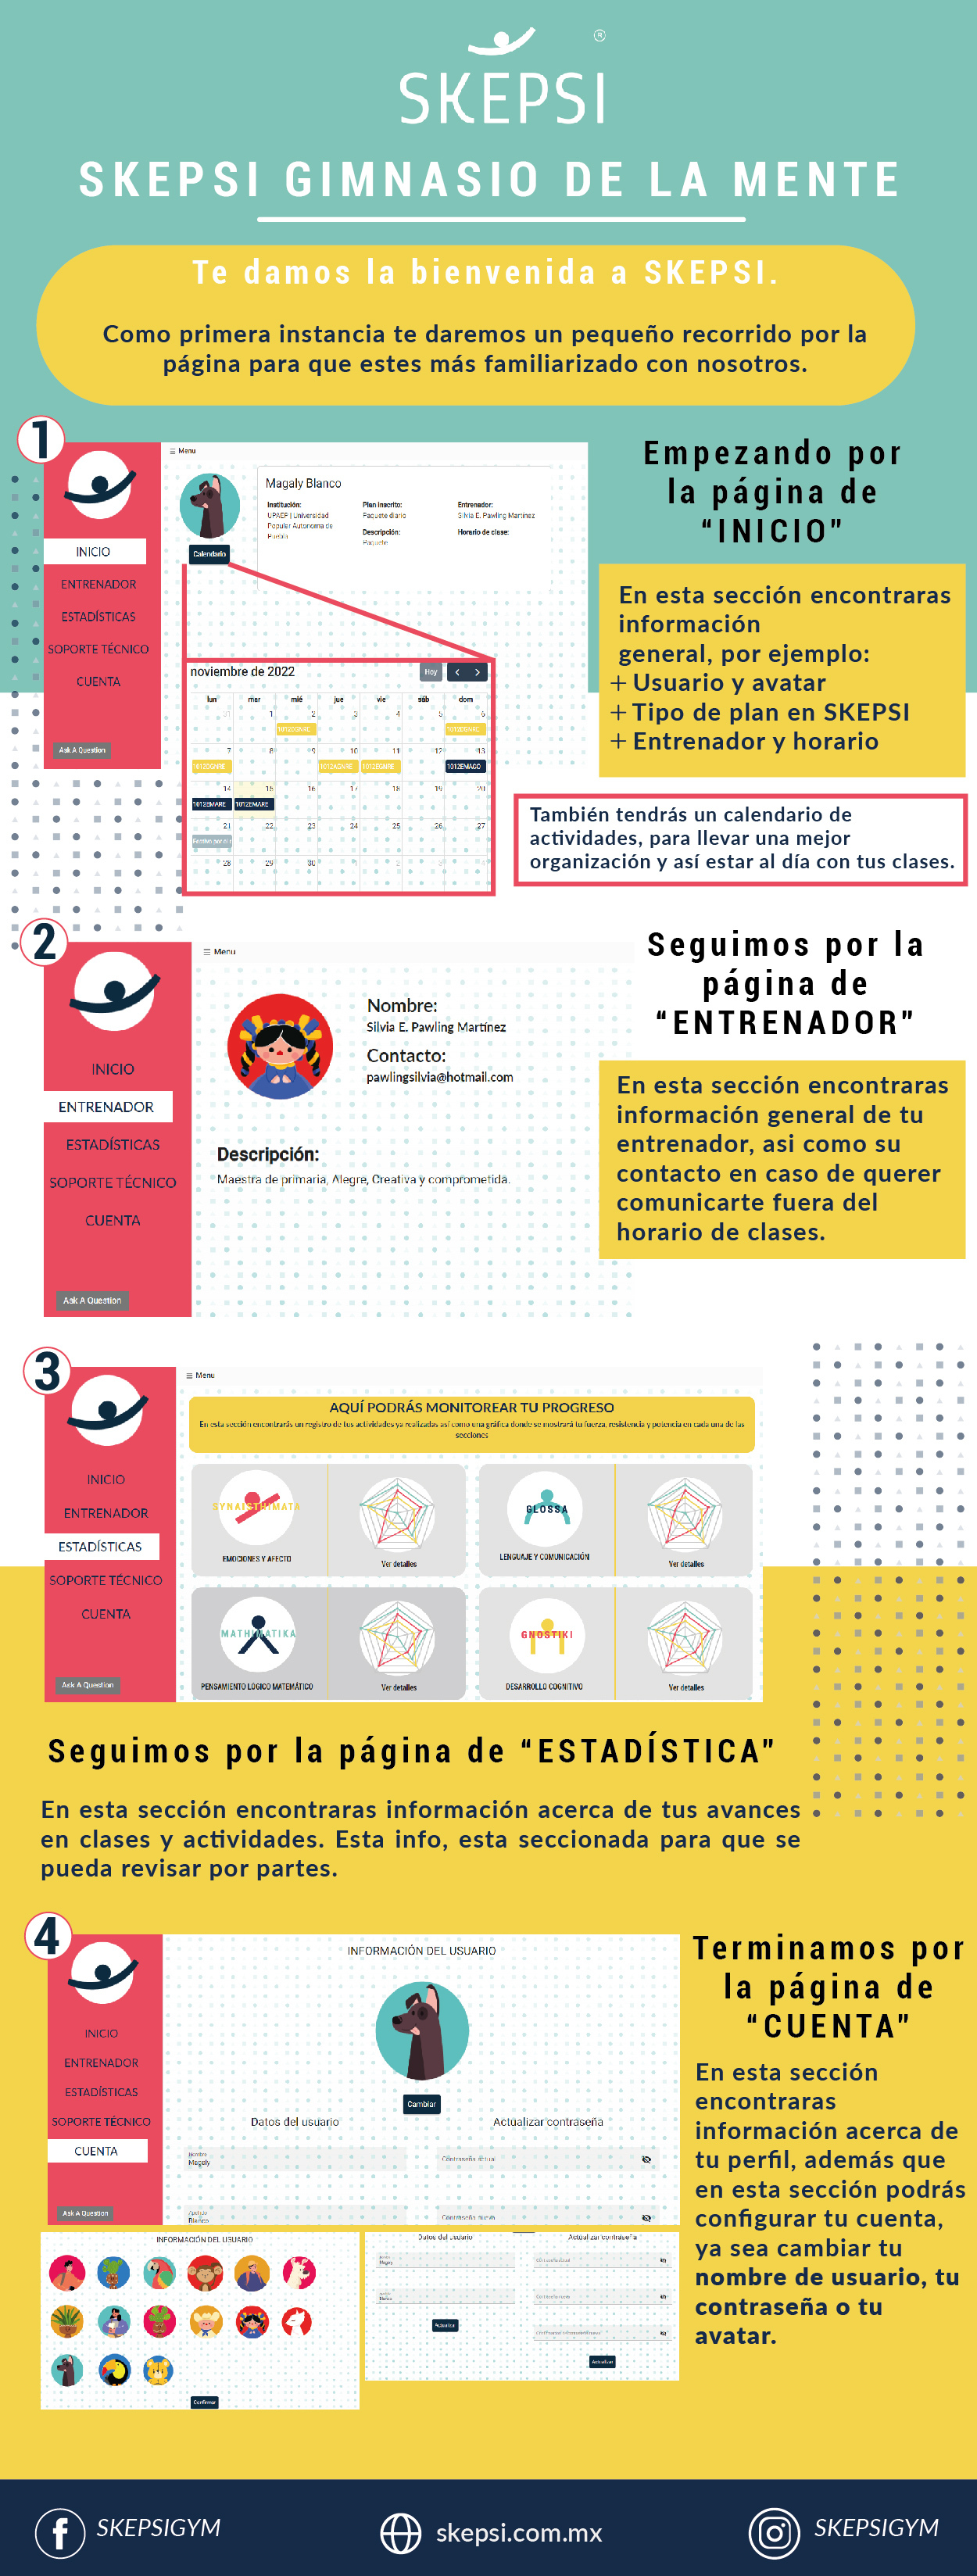 SKEPSI
SKEPSI GIMNASIO DE LA MENTE
Te damos la bienvenida a SKEPSI.
Como primera instancia te daremos un pequeño recorrido por la
página para que estes más familiarizado con nosotros.
1
INICIO
ENTRENADOR
ESTADÍSTICAS
SOPORTE TÉCNICO
CUENTA
Ask A Question
Menu
Calendario
Magaly Blanco
Institución:
UPAEP | Universidad
Popular Autonoma de
Puebla
Plan inscrito:
Paquete diario
Descripción:
Paquete
Entrenador:
Silvia E. Pawling Martínez
Horario de clase:
noviembre de 2022
Hoy
lun mar mié jue vie sáb dom
31 1 2 3 4 5 6
7 8 9 10 11 12 13
14 15 16 17 18 19 20
1012EMARE 1012EMARE
21 22 23 24 25 26 27
28 29 30 1 2 3 4
Empezando por
la página de
“INICIO”
En esta sección encontraras
información
general, por ejemplo:
+ Usuario y avatar
+ Tipo de plan en SKEPSI
+ Entrenador y horario
También tendrás un calendario de
actividades, para llevar una mejor
organización y así estar al día con tus clases.
2
INICIO
ENTRENADOR
ESTADÍSTICAS
SOPORTE TÉCNICO
CUENTA
Ask A Question
Menu
Nombre:
Silvia E. Pawling Martínez
Contacto:
pawlingsilvia@hotmail.com
Descripción:
Maestra de primaria, Alegre, Creativa y comprometida.
Seguimos por la
página de
“ENTRENADOR”
En esta sección encontraras
información general de tu
entrenador, asi como su
contacto en caso de querer
comunicarte fuera del
horario de clases.
3
INICIO
ENTRENADOR
ESTADÍSTICAS
SOPORTE TÉCNICO
CUENTA
Ask A Question
Menu
AQUÍ PODRÁS MONITOREAR TU PROGRESO
En esta sección encontrarás un registro de tus actividades ya realizadas así como una gráfica donde se mostrará tu fuerza, resistencia y potencia en cada una de las
secciones
SYNAISTHIMATA
EMOCIONES Y AFECTO
Ver detalles
GLOSSA
LENGUAJE Y COMUNICACIÓN
Ver detalles
MATHIMATIKA
PENSAMIENTO LOGICO MATEMÁTICO
Ver detalles
GNOSTIKI
DESARROLLO COGNITIVO
Ver detalles
Seguimos por la página de “ESTADÍSTICA”
En esta sección encontraras información acerca de tus avances
en clases y actividades. Esta info, esta seccionada para que se
pueda revisar por partes.
4
INICIO
ENTRENADOR
ESTADÍSTICAS
SOPORTE TÉCNICO
CUENTA
Ask A Question
INFORMACIÓN DEL USUARIO
Cambiar
Datos del usuario
Actualizar contraseña
Nombre
Magaly
Contraseña actual
Apellido
Blanco
Contraseña nueva
INFORMACIÓN DEL USUARIO
Confirmar
Datos del usuario
Actualizar contraseña
Magaly
Blanco
Actualizar
Actualizar
Terminamos por
la página de
“CUENTA”
En esta sección
encontraras
información acerca de
tu perfil, además que
en esta sección podrás
configurar tu cuenta,
ya sea cambiar tu
nombre de usuario, tu
contraseña o tu
avatar.
SKEPSIGYM
skepsi.com.mx
SKEPSIGYM